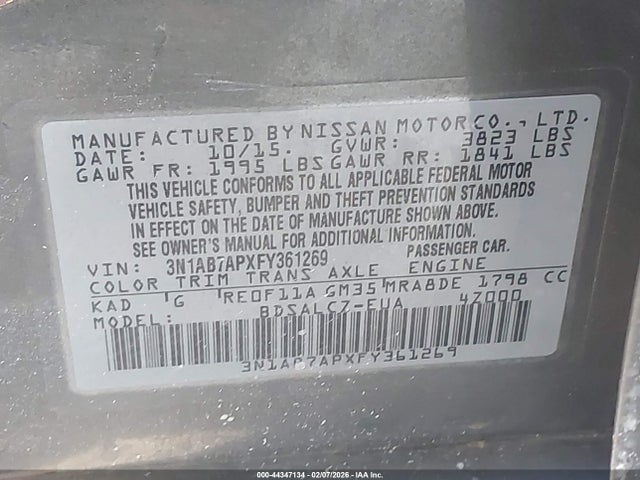 MANUFACTURED BY NISSAN MOTOR CO., LTD.
DATE: 10/15. GVWR: 3823 LBS
GAWR FR: 1995 LBS GAWR RR: 1841 LBS
THIS VEHICLE CONFORMS TO ALL APPLICABLE FEDERAL MOTOR
VEHICLE SAFETY, BUMPER AND THEFT PREVENTION STANDARDS
IN EFFECT ON THE DATE OF MANUFACTURE SHOWN ABOVE.
SEE OWNER'S MANUAL FOR ADDITIONAL INFORMATION.
VIN: 3N1AB7APXFY361269 PASSENGER CAR.
COLOR TRIM TRANS AXLE ENGINE
KAD G RE0F11A GM35 MRA8DE 1798 CC
MODEL BDSALCZ-EUA 47000
3N1AB7APXFY361269
000-44347134 - 02/07/2026 - IAA Inc.